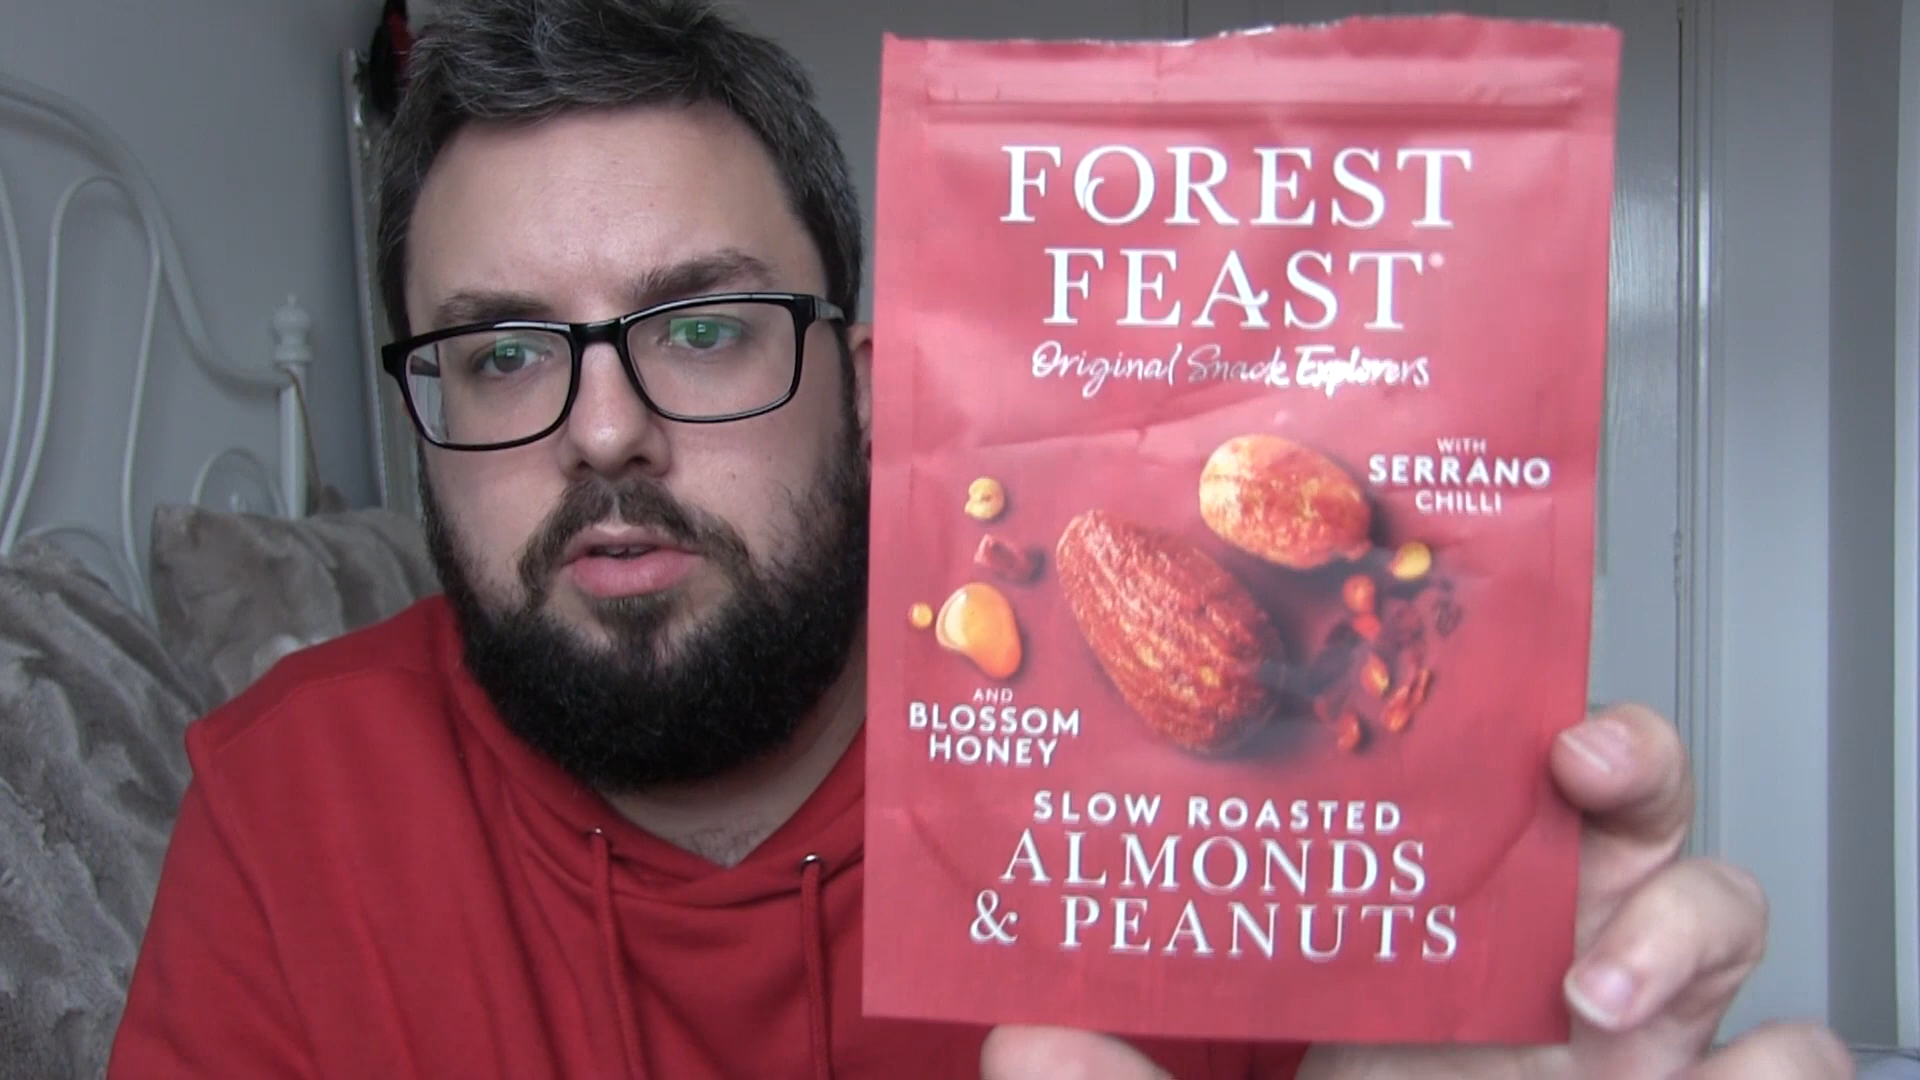 FOREST
FEAST
Original Snack Explorers
WITH
SERRANO
CHILLI
AND
BLOSSOM
HONEY
SLOW ROASTED
ALMONDS
& PEANUTS